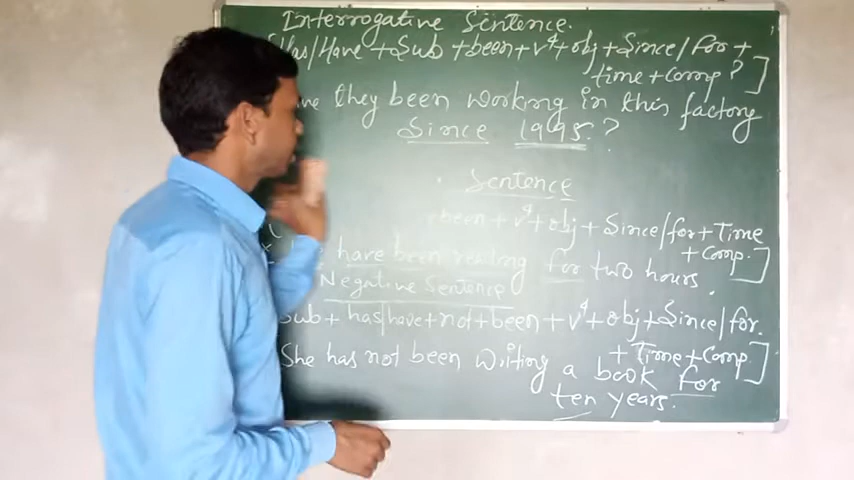 Interrogative Sentence.
Has/Have + Sub + been + v⁴ + obj + Since/for +
time + comp ? ]
they been working in this factory
Since 1995. ?
Sentence
been + v⁴ + obj + Since/for + Time
+ Comp. ]
have been reading for two hours.
Negative Sentence
Sub + has/have + not + been + v⁴ + obj + Since/for.
+ Time + Comp ]
She has not been writing a book for
ten years.